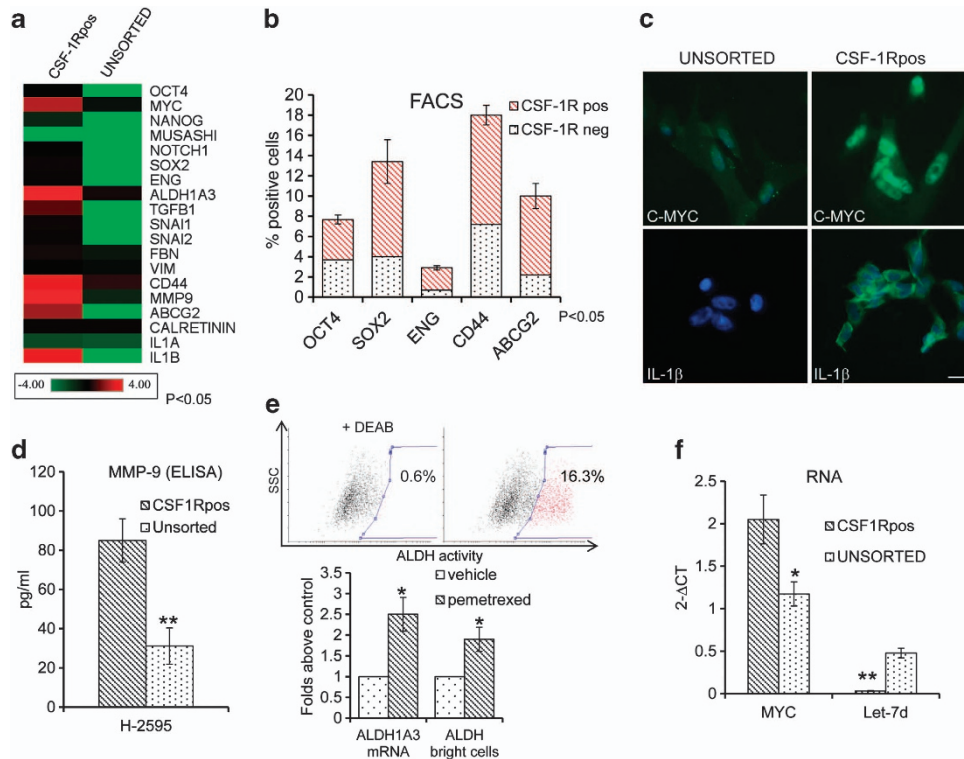 a
CSF-1Rpos
UNSORTED
OCT4
MYC
NANOG
MUSASHI
NOTCH1
SOX2
ENG
ALDH1A3
TGFB1
SNAI1
SNAI2
FBN
VIM
CD44
MMP9
ABCG2
CALRETININ
IL1A
IL1B
-4.00
4.00
P<0.05
b
FACS
CSF-1R pos
CSF-1R neg
% positive cells
20
18
16
14
12
10
8
6
4
2
0
OCT4
SOX2
ENG
CD44
ABCG2
P<0.05
c
UNSORTED
CSF-1Rpos
C-MYC
C-MYC
IL-1β
IL-1β
d
MMP-9 (ELISA)
CSF1Rpos
Unsorted
pg/ml
120
100
80
60
40
20
0
**
H-2595
e
+ DEAB
SSC
0.6%
16.3%
ALDH activity
vehicle
pemetrexed
Folds above control
3.5
3
2.5
2
1.5
1
0.5
0
*
*
ALDH1A3
mRNA
ALDH
bright cells
f
RNA
CSF1Rpos
UNSORTED
2-ΔCT
2.5
2
1.5
1
0.5
0
*
**
MYC
Let-7d